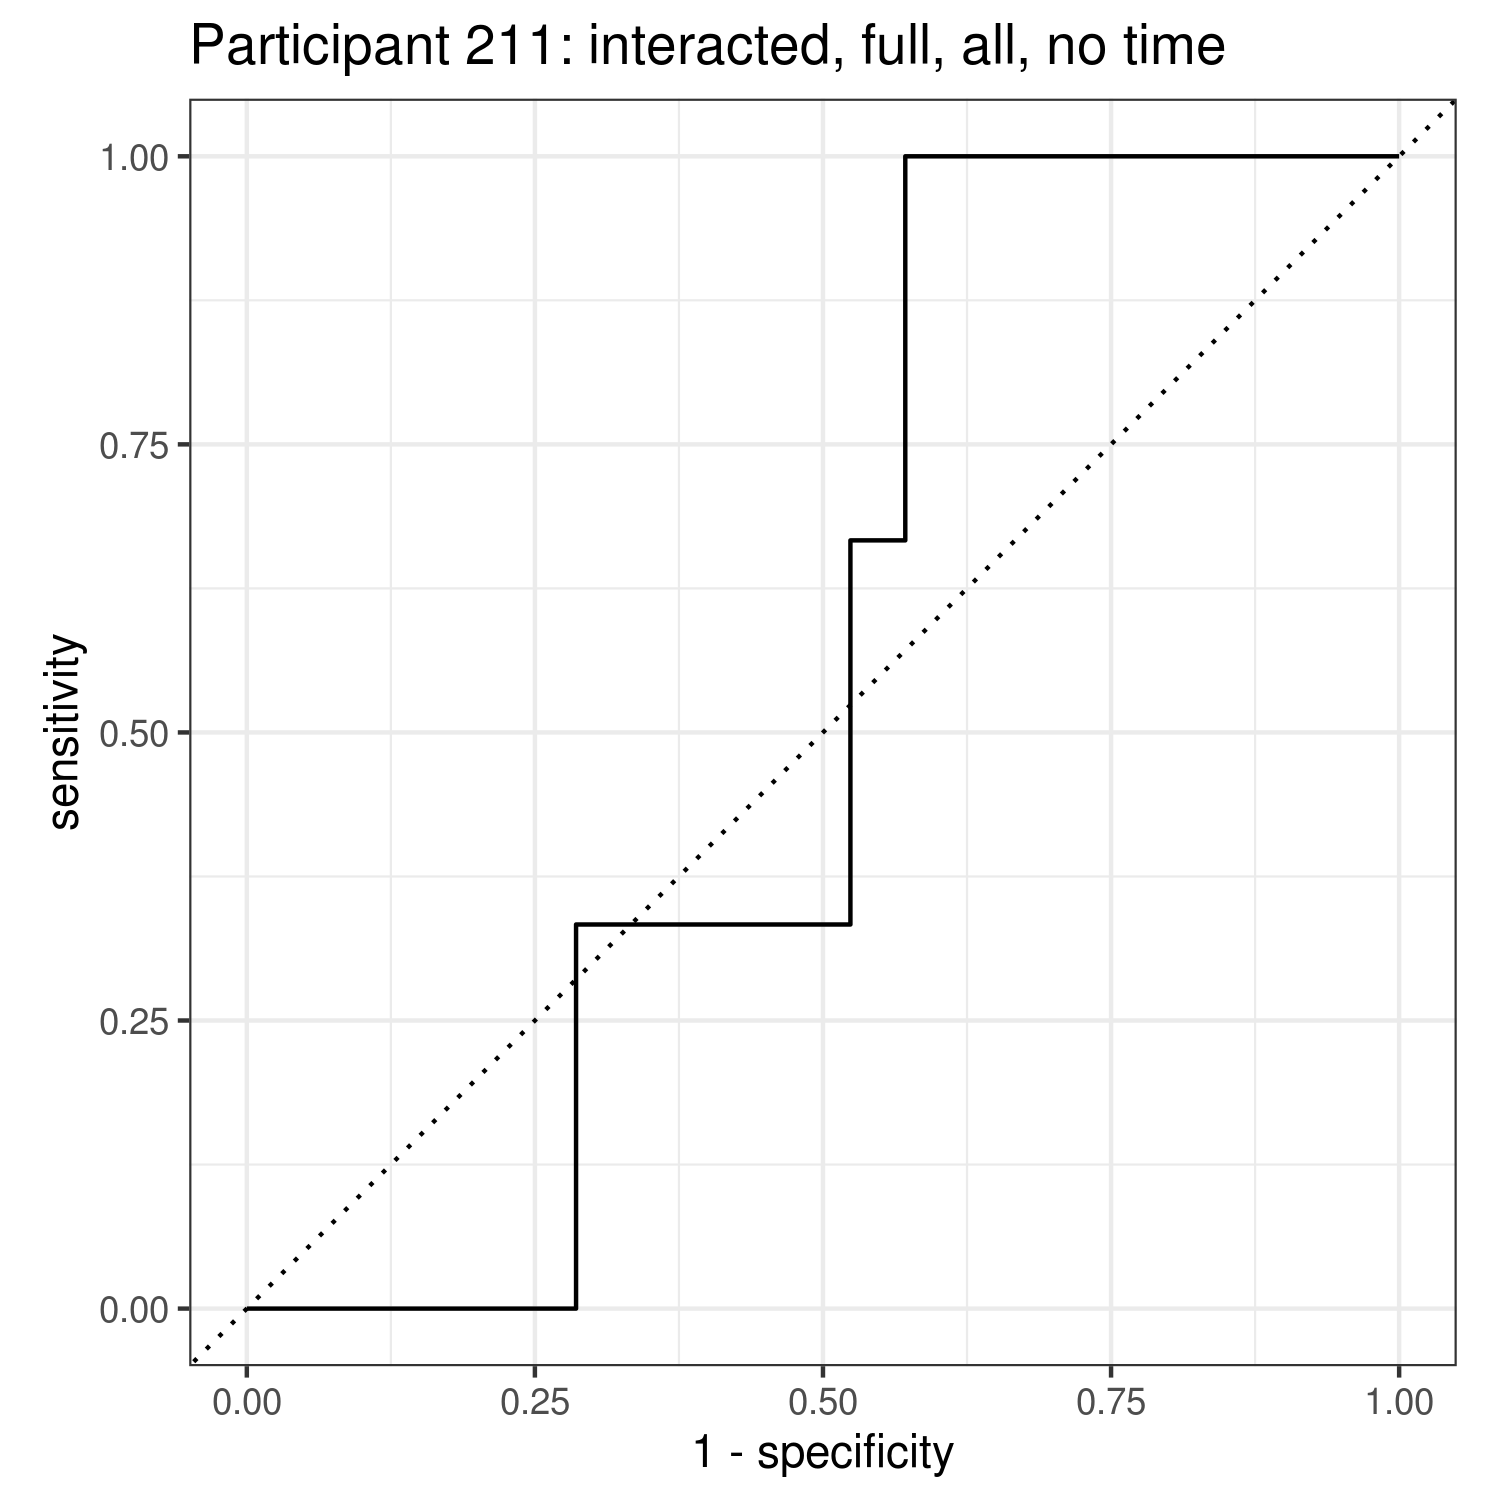 Participant 211: interacted, full, all, no time
1.00
0.75
0.50
0.25
0.00
sensitivity
0.00 0.25 0.50 0.75 1.00
1 - specificity